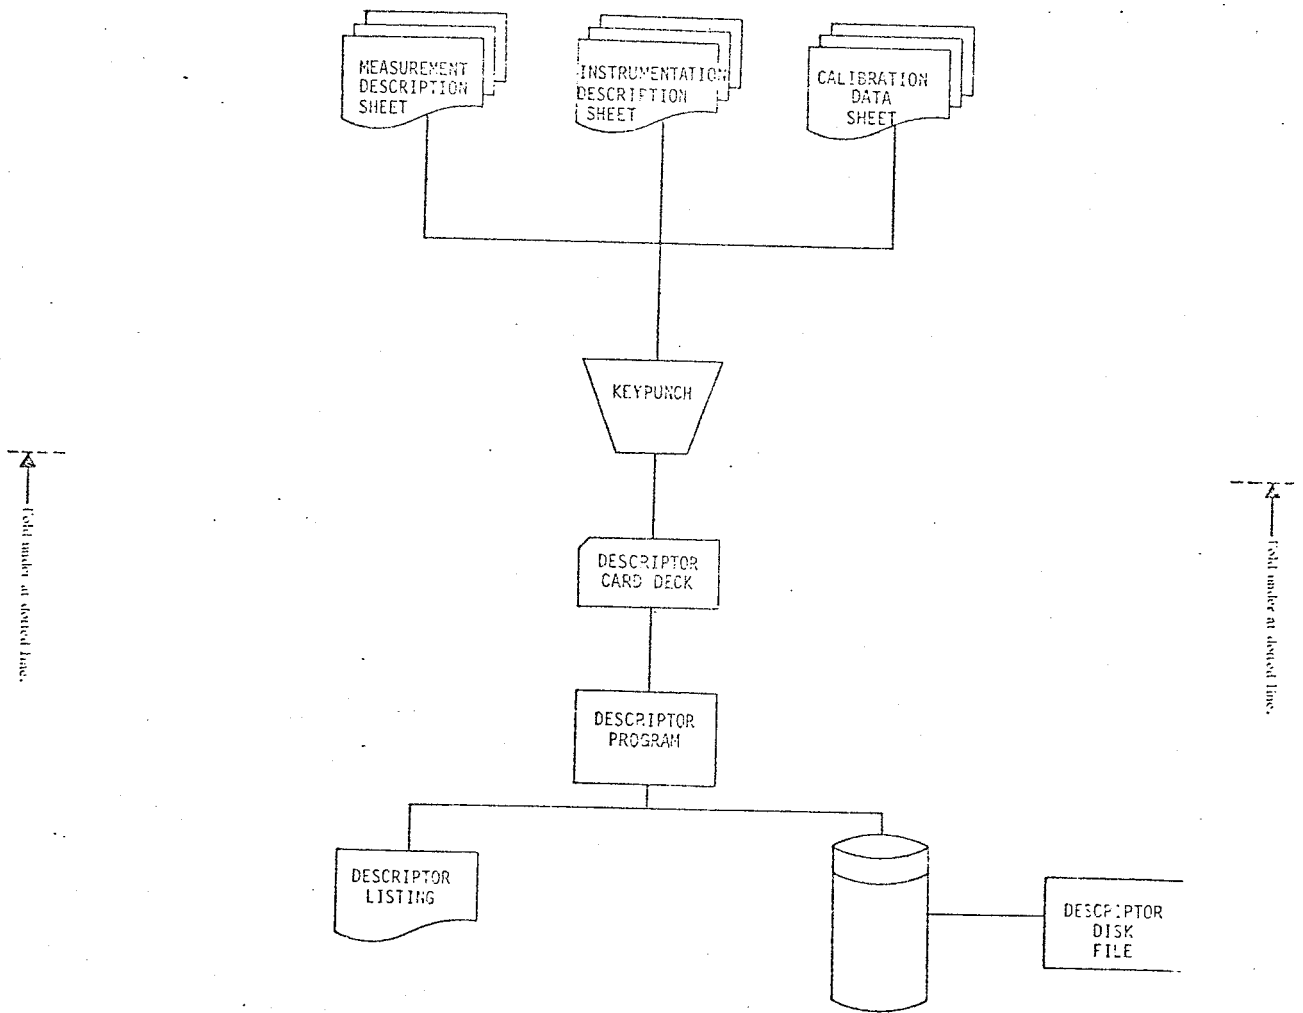 MEASUREMENT
DESCRIPTION
SHEET
INSTRUMENTATION
DESCRIPTION
SHEET
CALIBRATION
DATA
SHEET
KEYPUNCH
Fold under at dotted line.
Fold under at dotted line.
DESCRIPTOR
CARD DECK
DESCRIPTOR
PROGRAM
DESCRIPTOR
LISTING
DESCRIPTOR
DISK
FILE